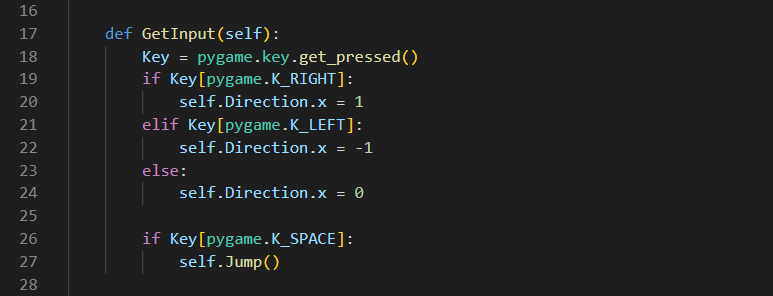 16
17 def GetInput(self):
18 Key = pygame.key.get_pressed()
19 if Key[pygame.K_RIGHT]:
20 self.Direction.x = 1
21 elif Key[pygame.K_LEFT]:
22 self.Direction.x = -1
23 else:
24 self.Direction.x = 0
25
26 if Key[pygame.K_SPACE]:
27 self.Jump()
28